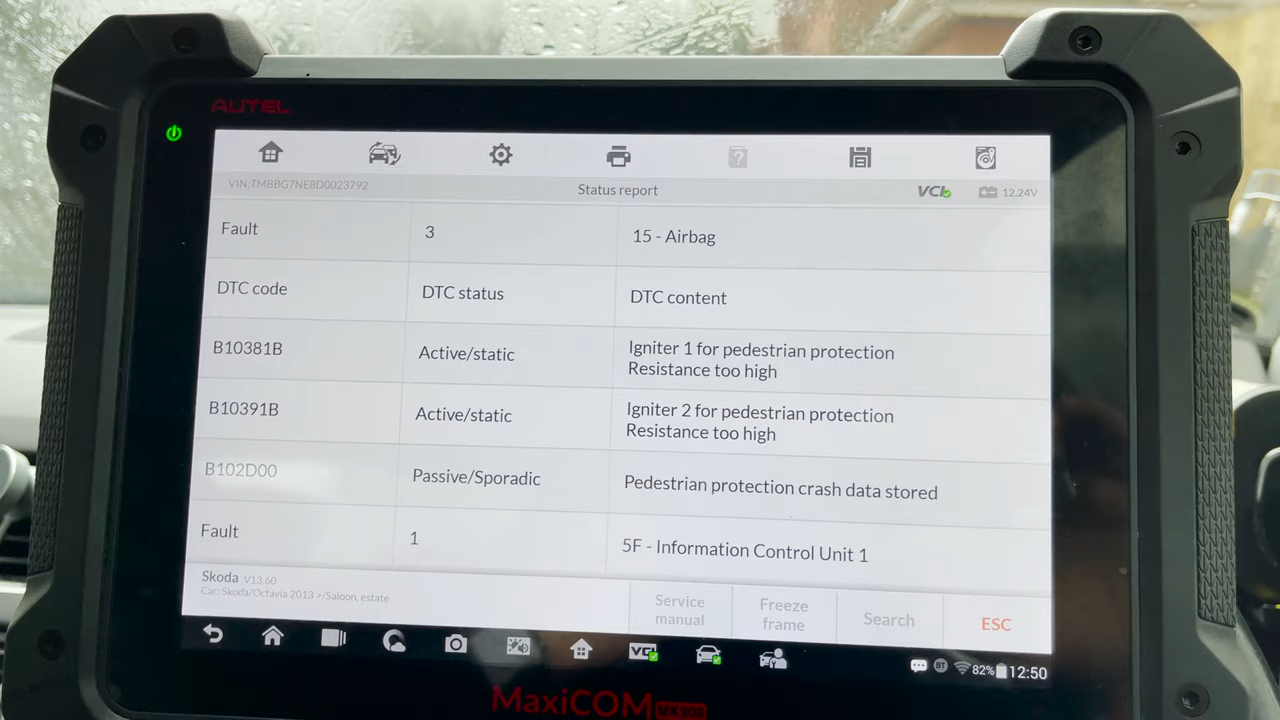 AUTEL
VIN:TMBBG7NE8D0023792
Status report
VCI
12.24V
Fault 3 15 - Airbag
DTC code DTC status DTC content
B10381B Active/static Igniter 1 for pedestrian protection
Resistance too high
B10391B Active/static Igniter 2 for pedestrian protection
Resistance too high
B102D00 Passive/Sporadic Pedestrian protection crash data stored
Fault 1 5F - Information Control Unit 1
Skoda V13.60
Car: Skoda/Octavia 2013 >/Saloon, estate
Service
manual
Freeze
frame
Search
ESC
VCI
BT
82%
12:50
MaxiCOM MK908